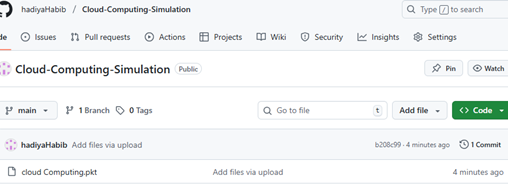 hadiyaHabib / Cloud-Computing-Simulation
Type / to search
Issues Pull requests Actions Projects Wiki Security Insights Settings
Cloud-Computing-Simulation Public
Pin Watch
main 1 Branch 0 Tags Go to file t Add file Code
hadiyaHabib Add files via upload b208c99 · 4 minutes ago 1 Commit
cloud Computing.pkt Add files via upload 4 minutes ago